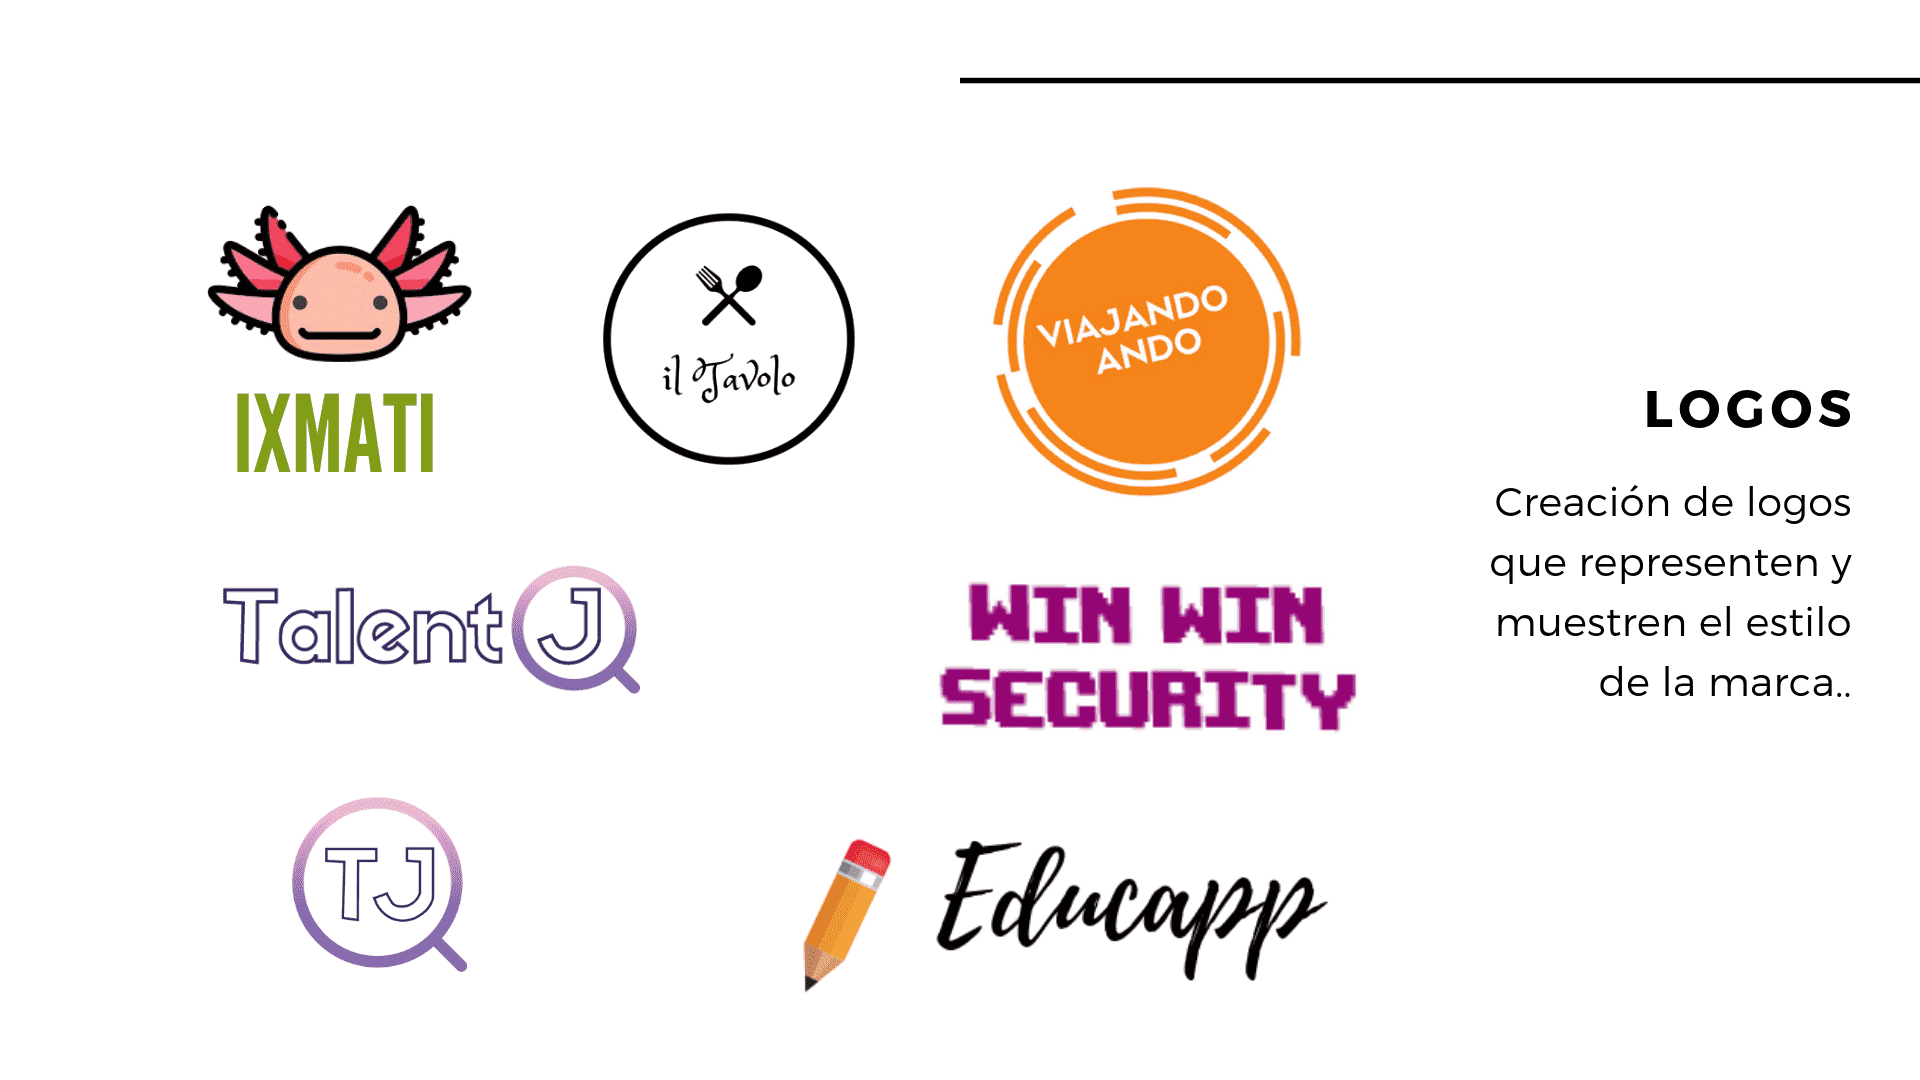 IXMATI
il Tavolo
VIAJANDO
ANDO
Talent J
WIN WIN
SECURITY
TJ
Educapp
LOGOS
Creación de logos
que representen y
muestren el estilo
de la marca..